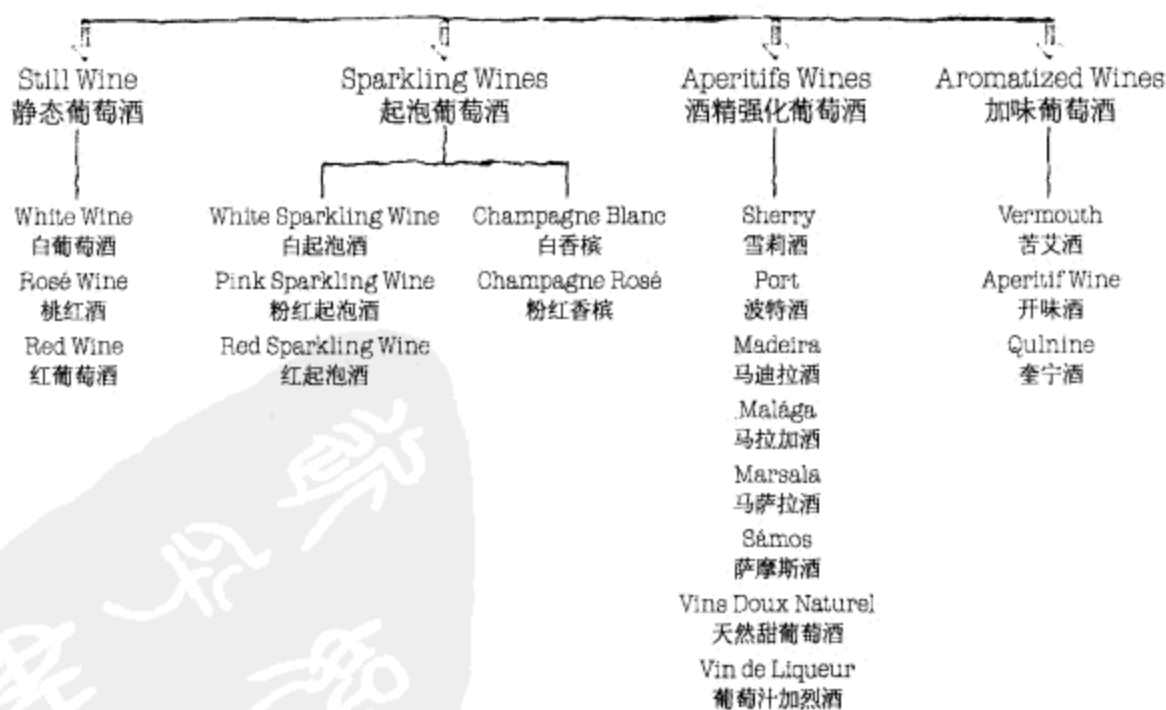 Still Wine
静态葡萄酒
White Wine
白葡萄酒
Rosé Wine
桃红酒
Red Wine
红葡萄酒
Sparkling Wines
起泡葡萄酒
White Sparkling Wine
白起泡酒
Pink Sparkling Wine
粉红起泡酒
Red Sparkling Wine
红起泡酒
Champagne Blanc
白香槟
Champagne Rosé
粉红香槟
Aperitifs Wines
酒精强化葡萄酒
Sherry
雪莉酒
Port
波特酒
Madeira
马迪拉酒
Malága
马拉加酒
Marsala
马萨拉酒
Sámos
萨摩斯酒
Vins Doux Naturel
天然甜葡萄酒
Vin de Liqueur
葡萄汁加烈酒
Aromatized Wines
加味葡萄酒
Vermouth
苦艾酒
Aperitif Wine
开味酒
Qulnine
奎宁酒